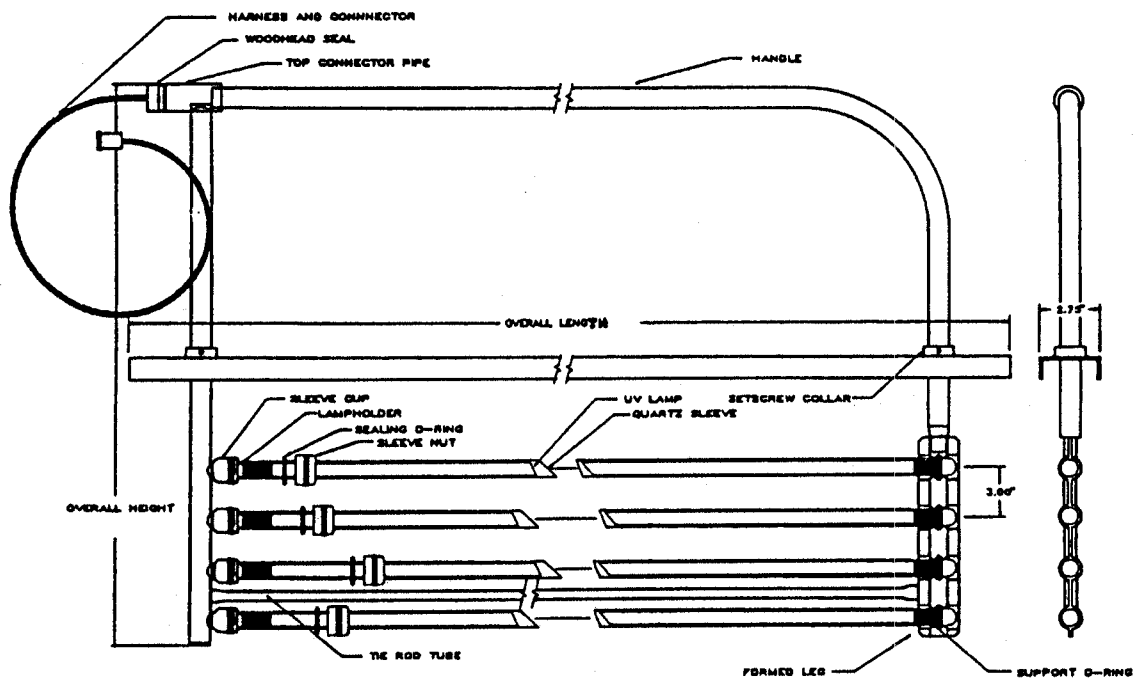 HARNESS AND CONNNECTOR
WOODHEAD SEAL
TOP CONNECTOR PIPE
HANDLE
2.75"
OVERALL LENGTH
SLEEVE CUP
LAMPHOLDER
SEALING O-RING
SLEEVE NUT
UV LAMP
QUARTZ SLEEVE
SETSCREW COLLAR
3.00"
OVERALL HEIGHT
TIE ROD TUBE
FORMED LEG
SUPPORT O-RING